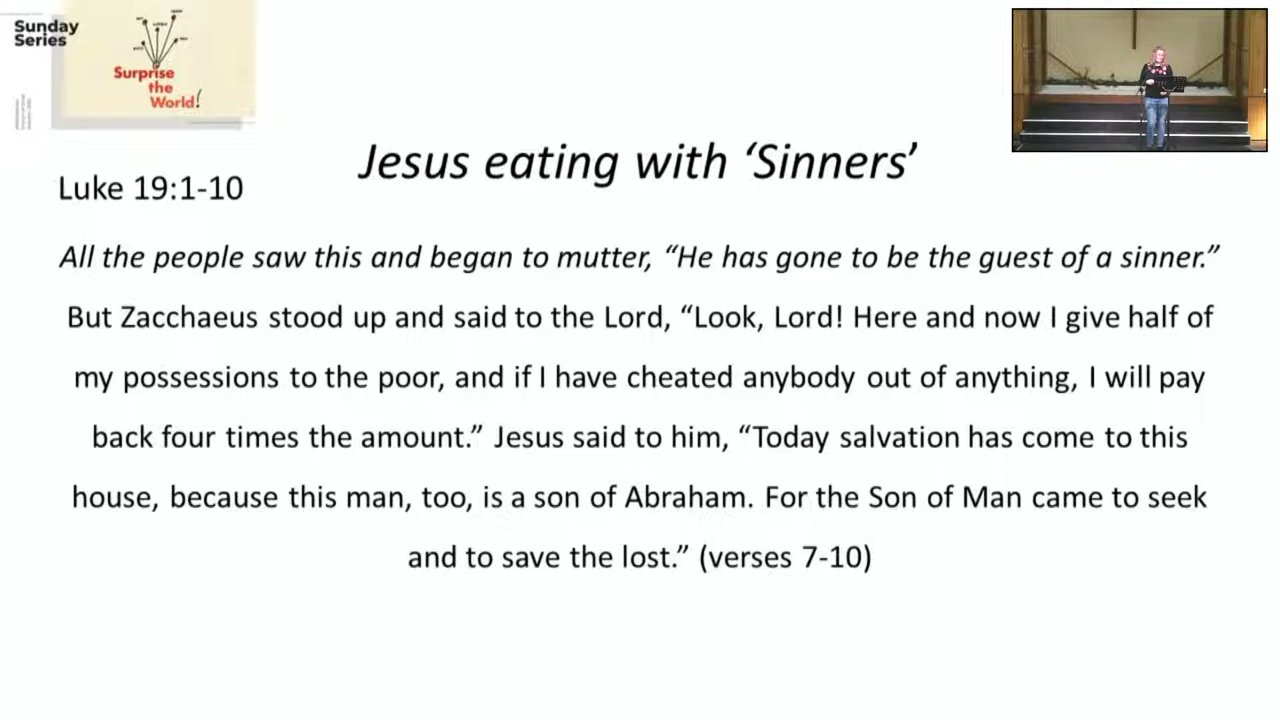 Sunday
Series
Surprise
the
World!
Jesus eating with ‘Sinners’
Luke 19:1-10
All the people saw this and began to mutter, “He has gone to be the guest of a sinner.”
But Zacchaeus stood up and said to the Lord, “Look, Lord! Here and now I give half of
my possessions to the poor, and if I have cheated anybody out of anything, I will pay
back four times the amount.” Jesus said to him, “Today salvation has come to this
house, because this man, too, is a son of Abraham. For the Son of Man came to seek
and to save the lost.” (verses 7-10)